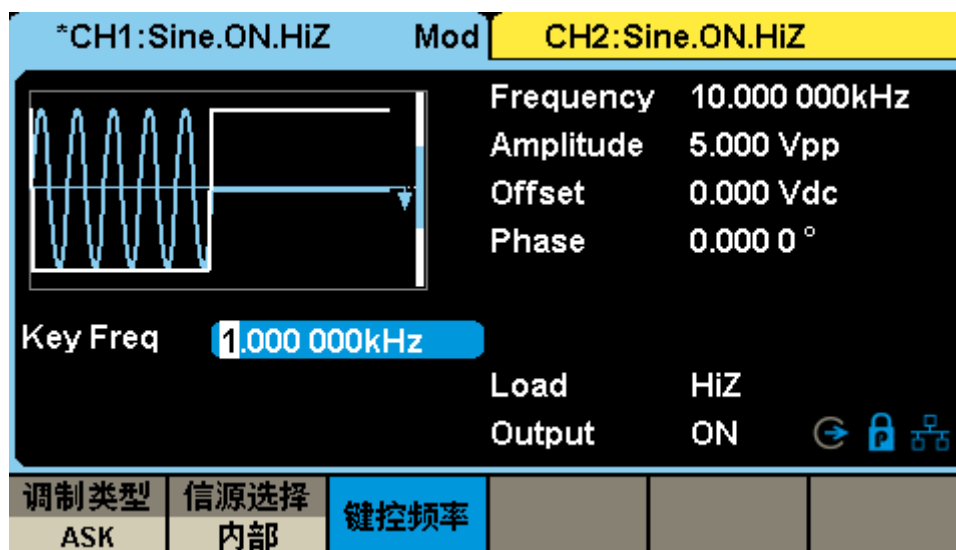 *CH1:Sine.ON.HiZ Mod CH2:Sine.ON.HiZ
Frequency 10.000 000kHz
Amplitude 5.000 Vpp
Offset 0.000 Vdc
Phase 0.000 0 °
Key Freq 1.000 000kHz
Load HiZ
Output ON P
调制类型 信源选择 键控频率
ASK 内部